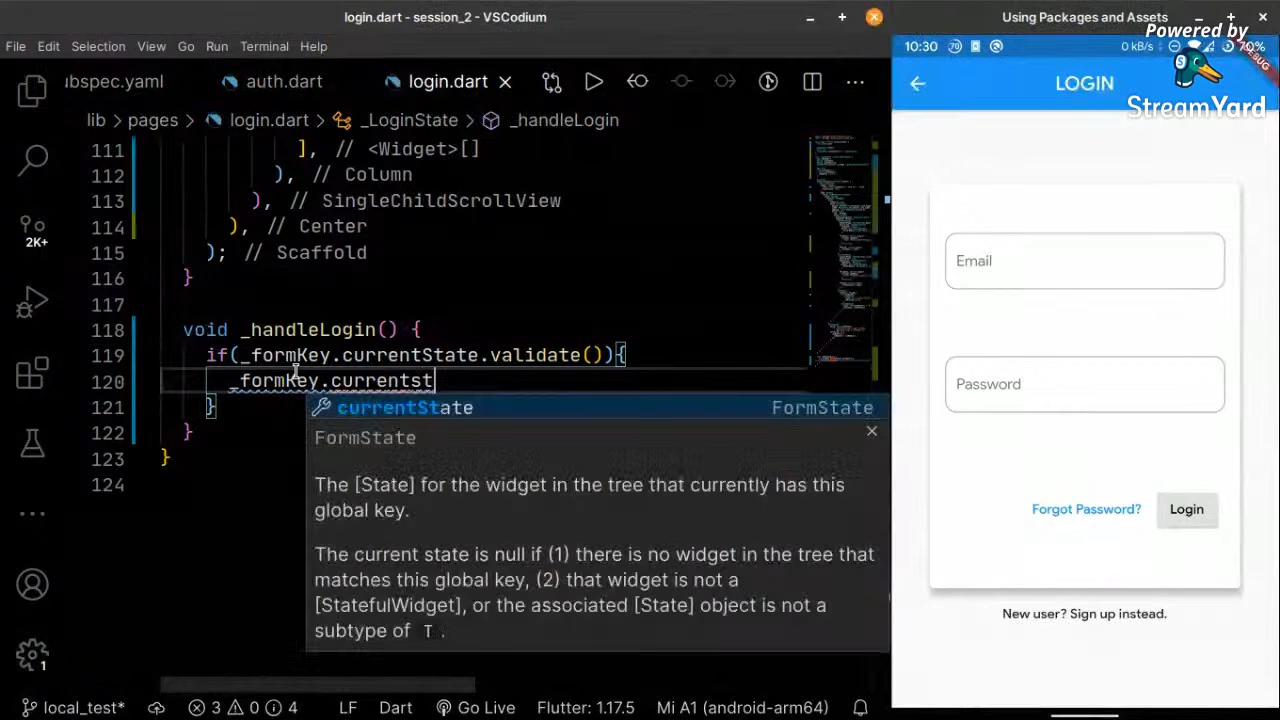 login.dart - session_2 - VSCodium
File Edit Selection View Go Run Terminal Help
ubspec.yaml auth.dart login.dart
lib > pages > login.dart > _LoginState > _handleLogin
111 ], // <Widget>[]
112 ), // Column
113 ), // SingleChildScrollView
114 ), // Center
115 ); // Scaffold
116 }
117
118 void _handleLogin() {
119 if(_formKey.currentState.validate()){
120 _formKey.currentst
121 }
122 }
123 }
124
currentState FormState
FormState
The [State] for the widget in the tree that currently has this
global key.
The current state is null if (1) there is no widget in the tree that
matches this global key, (2) that widget is not a
[StatefulWidget], or the associated [State] object is not a
subtype of T .
2K+
1
local_test* 3 0 4 LF Dart Go Live Flutter: 1.17.5 Mi A1 (android-arm64)
Using Packages and Assets
Powered by
StreamYard
10:30 70 0 kB/s 70%
DEBUG
LOGIN
Email
Password
Forgot Password? Login
New user? Sign up instead.